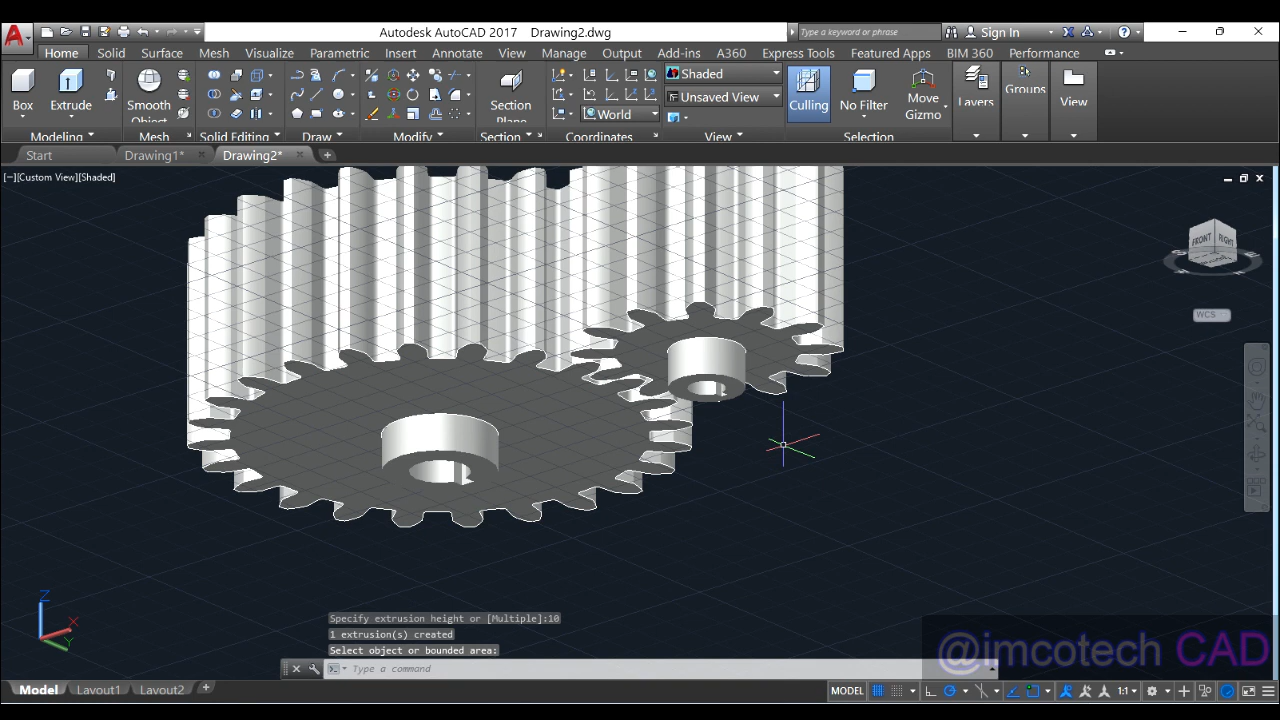 Autodesk AutoCAD 2017 Drawing2.dwg
Type a keyword or phrase
Sign In
Home Solid Surface Mesh Visualize Parametric Insert Annotate View Manage Output Add-ins A360 Express Tools Featured Apps BIM 360 Performance
Shaded
Unsaved View
World
Box
Extrude
Smooth
Object
Section
Plane
Culling
No Filter
Move
Gizmo
Layers
Groups
View
Modeling Mesh Solid Editing Draw Modify Section Coordinates View Selection
Start Drawing1* Drawing2*
[−][Custom View][Shaded]
FRONT RIGHT
WCS
Z
X
Y
Specify extrusion height or [Multiple]:10
1 extrusion(s) created
Select object or bounded area:
Type a command
@imcotech CAD
Model Layout1 Layout2 +
MODEL 1:1